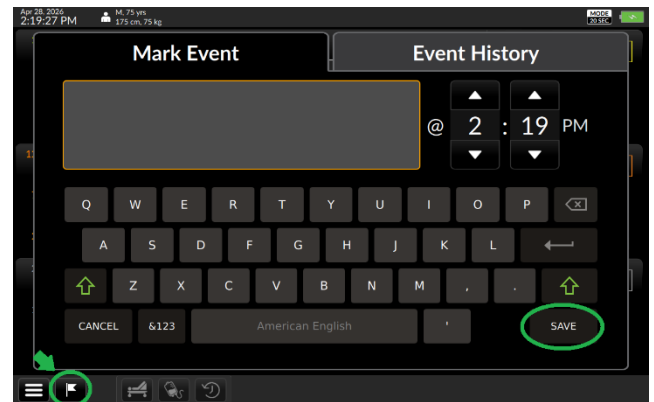 Apr 28, 2026
2:19:27 PM
M, 75 yrs
175 cm, 75 kg
MODE
20 SEC
Mark Event
Event History
@ 2 : 19 PM
Q W E R T Y U I O P
A S D F G H J K L
Z X C V B N M , .
CANCEL &123 American English ' SAVE